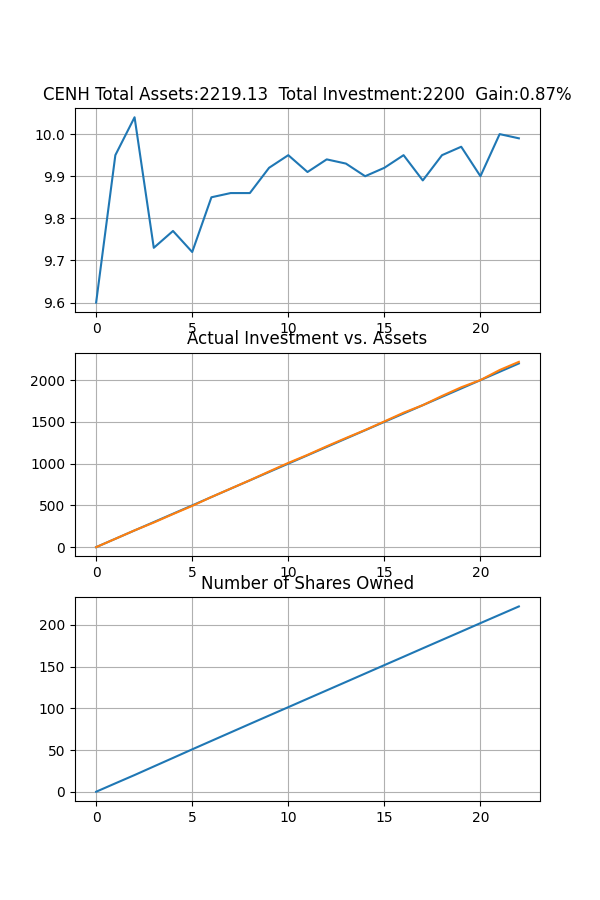 CENH Total Assets:2219.13  Total Investment:2200  Gain:0.87%
10.0
9.9
9.8
9.7
9.6
0 5 10 15 20
Actual Investment vs. Assets
2000
1500
1000
500
0
0 5 10 15 20
Number of Shares Owned
200
150
100
50
0
0 5 10 15 20